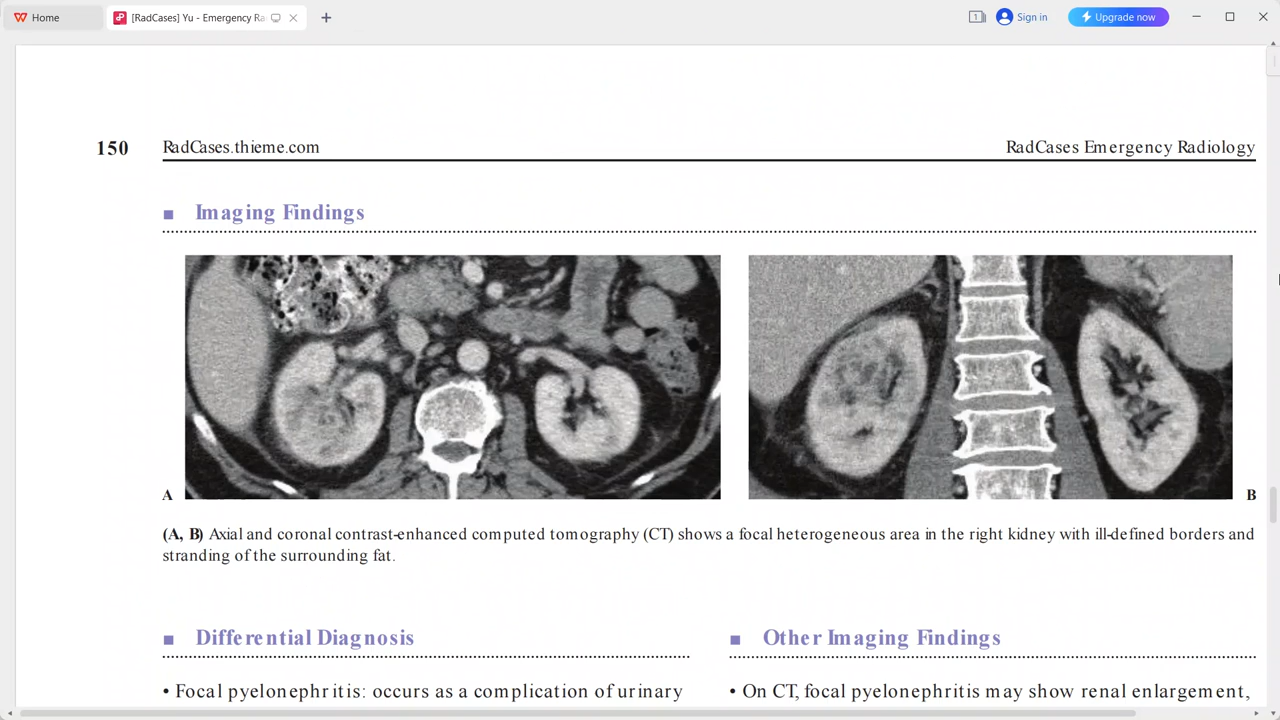 Home
[RadCases] Yu - Emergency Ra
1
Sign in
Upgrade now
150
RadCases.thieme.com
RadCases Emergency Radiology
■ Imaging Findings
A
B
(A, B) Axial and coronal contrast-enhanced computed tomography (CT) shows a focal heterogeneous area in the right kidney with ill-defined borders and
stranding of the surrounding fat.
■ Differential Diagnosis
• Focal pyelonephritis: occurs as a complication of urinary
■ Other Imaging Findings
• On CT, focal pyelonephritis may show renal enlargement,